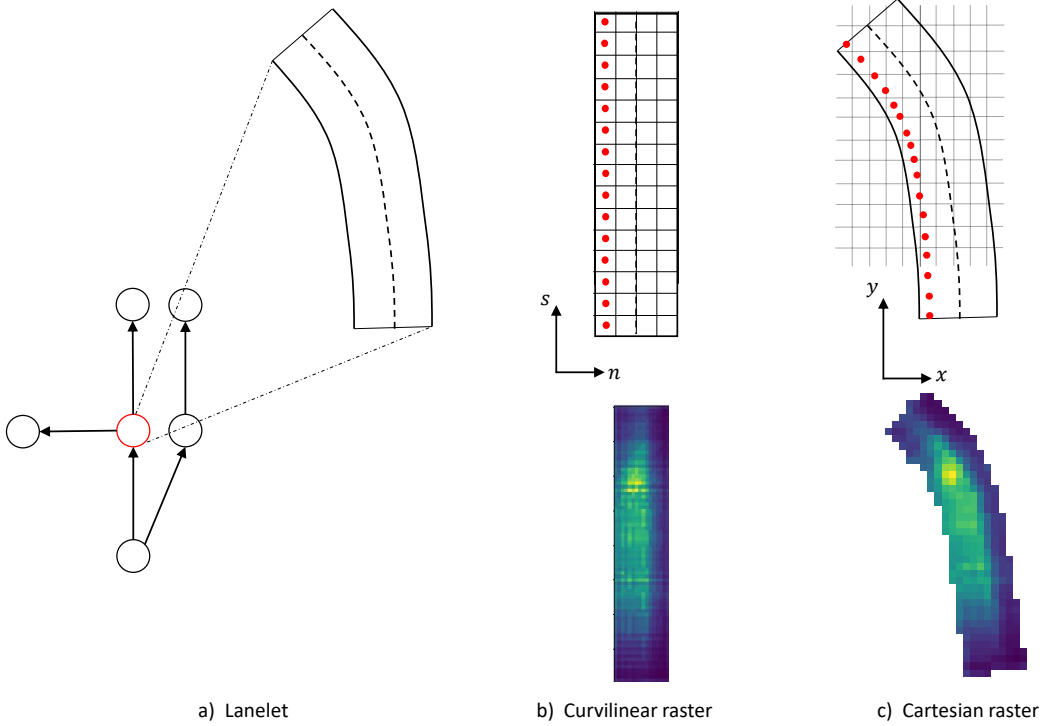 s
n
y
x
a) Lanelet
b) Curvilinear raster
c) Cartesian raster